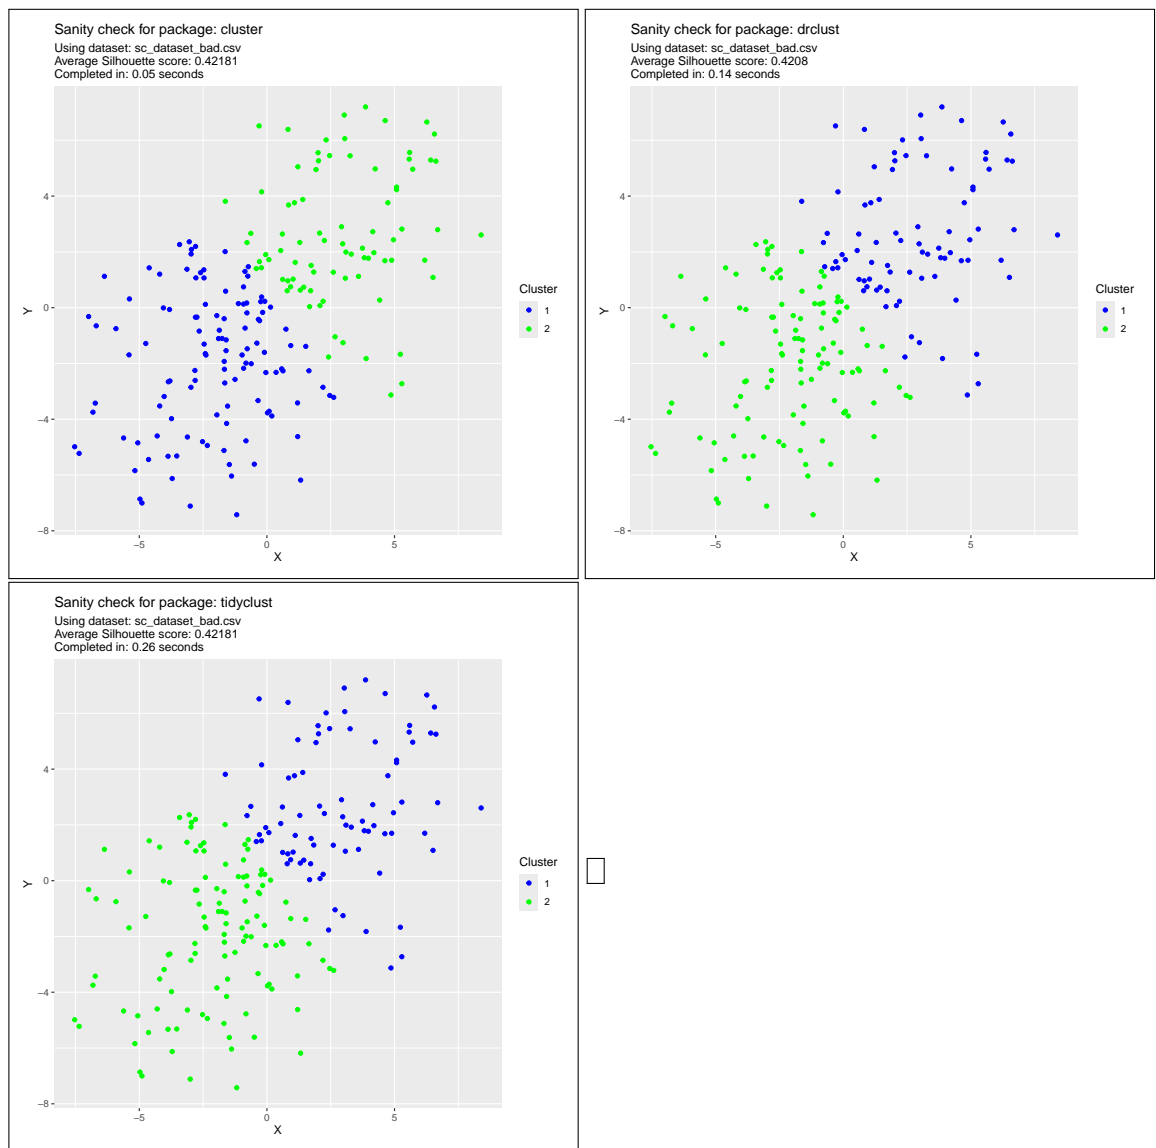 Sanity check for package: cluster
Using dataset: sc_dataset_bad.csv
Average Silhouette score: 0.42181
Completed in: 0.05 seconds
4
0
−4
−8
Y
−5
0
5
X
Cluster
1
2
Sanity check for package: drclust
Using dataset: sc_dataset_bad.csv
Average Silhouette score: 0.4208
Completed in: 0.14 seconds
4
0
−4
−8
Y
−5
0
5
X
Cluster
1
2
Sanity check for package: tidyclust
Using dataset: sc_dataset_bad.csv
Average Silhouette score: 0.42181
Completed in: 0.26 seconds
4
0
−4
−8
Y
−5
0
5
X
Cluster
1
2